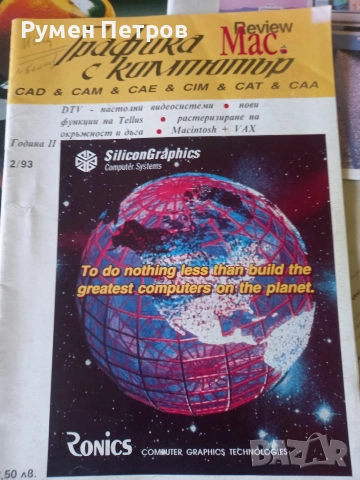 Румен Петров
Review
Графика Mac.
с компютър
CAD & CAM & CAE & CIM & CAT & CAA
DTV - настолни видеосистеми ● нови
функции на Tellus ● растеризиране на
окръжност и дъга ● Macintosh + VAX
Година II
2/93
SiliconGraphics
Computer Systems
To do nothing less than build the
greatest computers on the planet.
RONICS COMPUTER GRAPHICS TECHNOLOGIES
,50 лв.
BAZAR